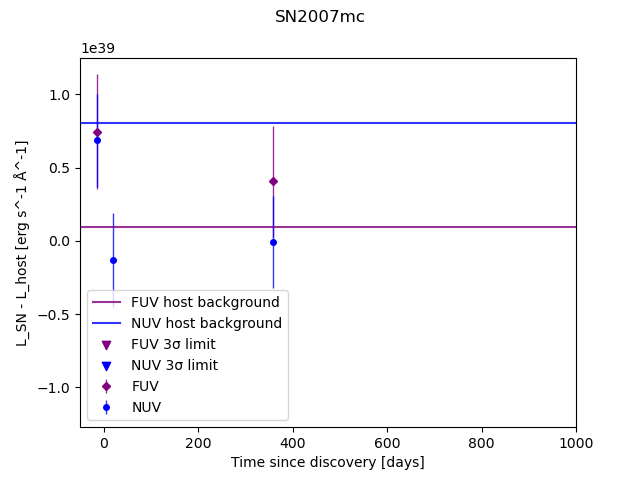 SN2007mc
1e39
L_SN - L_host [erg s^-1 Å^-1]
1.0
0.5
0.0
−0.5
−1.0
FUV host background
NUV host background
FUV 3σ limit
NUV 3σ limit
FUV
NUV
0 200 400 600 800 1000
Time since discovery [days]